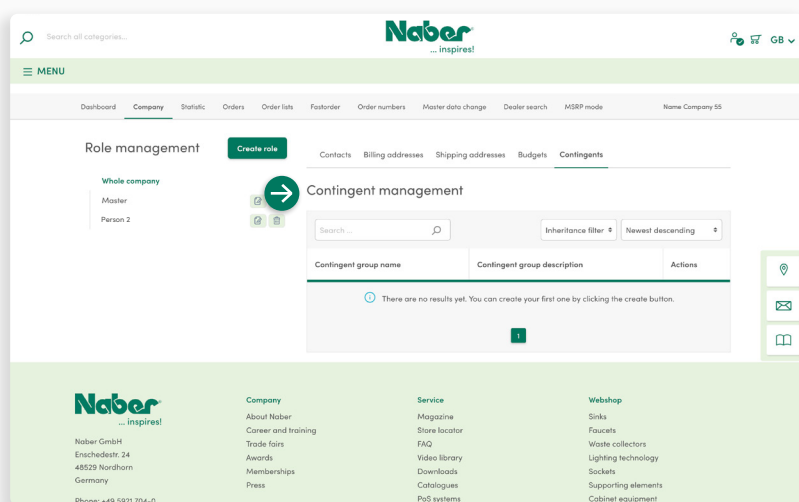 Search all categories...
Naber
... inspires!
GB
MENU
Dashboard Company Statistic Orders Order lists Fastorder Order numbers Master data change Dealer search MSRP mode Name Company 55
Role management
Create role
Whole company
Master
Person 2
Contacts Billing addresses Shipping addresses Budgets Contingents
Contingent management
Search ...
Inheritance filter
Newest descending
Contingent group name Contingent group description Actions
There are no results yet. You can create your first one by clicking the create button.
1
Naber
... inspires!
Naber GmbH
Enschedestr. 24
48529 Nordhorn
Germany
Phone: +49 5921 704-0
Company
About Naber
Career and training
Trade fairs
Awards
Memberships
Press
Service
Magazine
Store locator
FAQ
Video library
Downloads
Catalogues
PoS systems
Webshop
Sinks
Faucets
Waste collectors
Lighting technology
Sockets
Supporting elements
Cabinet equipment